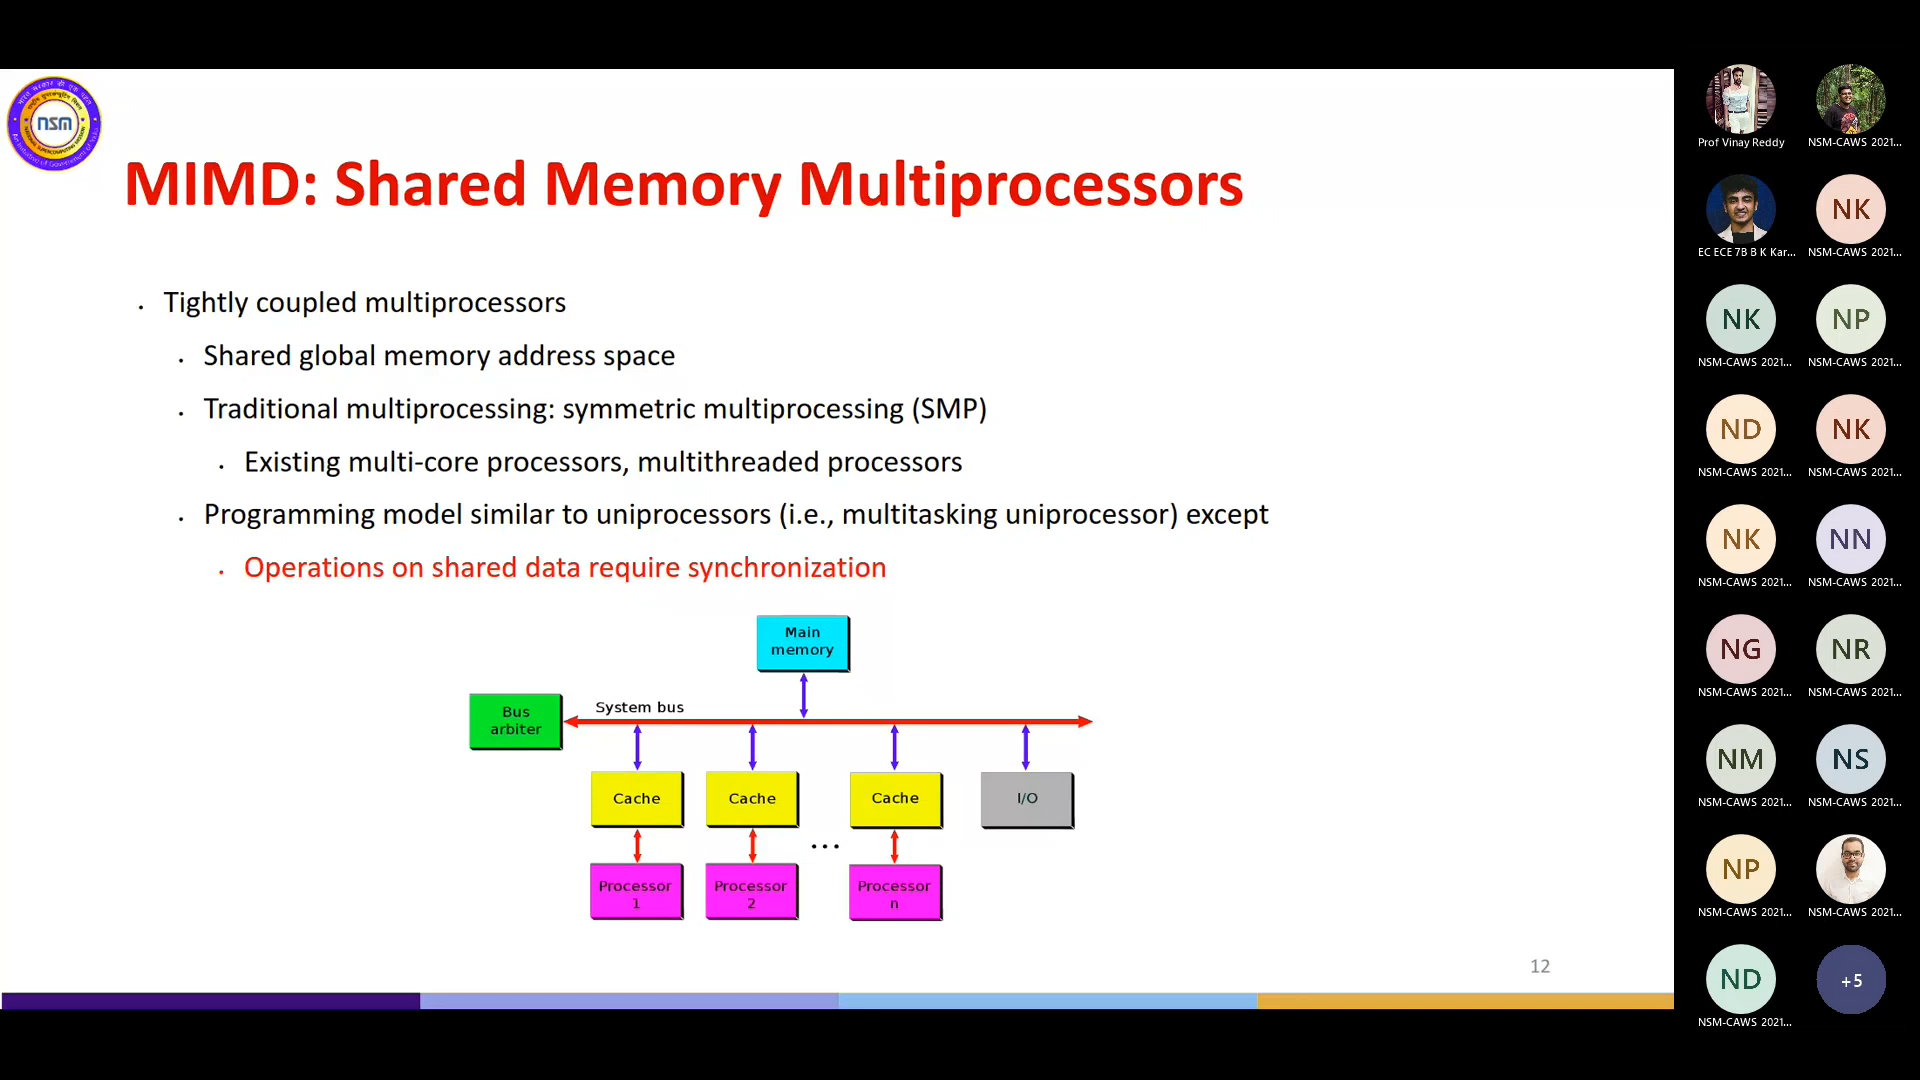 nsm
MIMD: Shared Memory Multiprocessors
Tightly coupled multiprocessors
Shared global memory address space
Traditional multiprocessing: symmetric multiprocessing (SMP)
Existing multi-core processors, multithreaded processors
Programming model similar to uniprocessors (i.e., multitasking uniprocessor) except
Operations on shared data require synchronization
Main
memory
Bus
arbiter
System bus
Cache
Cache
Cache
I/O
...
Processor
1
Processor
2
Processor
n
12
Prof Vinay Reddy
NSM-CAWS 2021...
EC ECE 7B B K Kar...
NK
NSM-CAWS 2021...
NK
NSM-CAWS 2021...
NP
NSM-CAWS 2021...
ND
NSM-CAWS 2021...
NK
NSM-CAWS 2021...
NK
NSM-CAWS 2021...
NN
NSM-CAWS 2021...
NG
NSM-CAWS 2021...
NR
NSM-CAWS 2021...
NM
NSM-CAWS 2021...
NS
NSM-CAWS 2021...
NP
NSM-CAWS 2021...
NSM-CAWS 2021...
ND
NSM-CAWS 2021...
+5